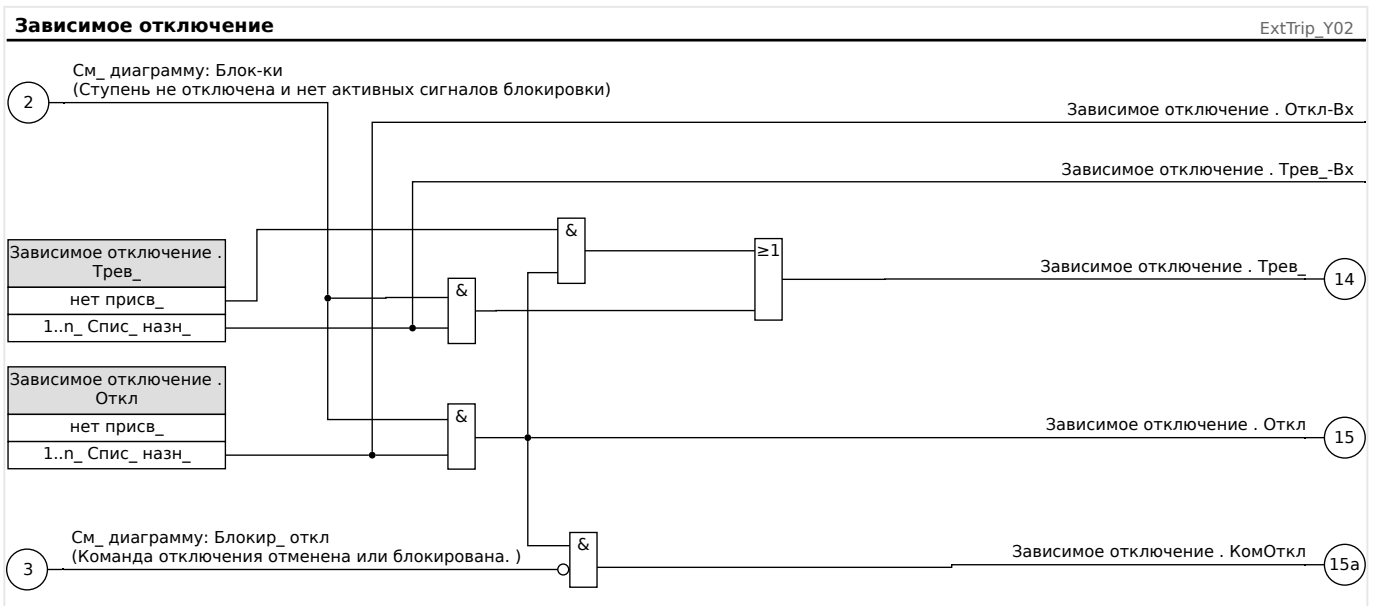 Зависимое отключение
ExtTrip_Y02
См_ диаграмму: Блок-ки
(Ступень не отключена и нет активных сигналов блокировки)
2
Зависимое отключение . Откл-Вх
Зависимое отключение . Трев_-Вх
&
Зависимое отключение .
Трев_
нет присв_
1..n_ Спис_ назн_
≥1
Зависимое отключение . Трев_
14
&
Зависимое отключение .
Откл
нет присв_
1..n_ Спис_ назн_
&
Зависимое отключение . Откл
15
См_ диаграмму: Блокир_ откл
(Команда отключения отменена или блокирована. )
3
&
Зависимое отключение . КомОткл
15a